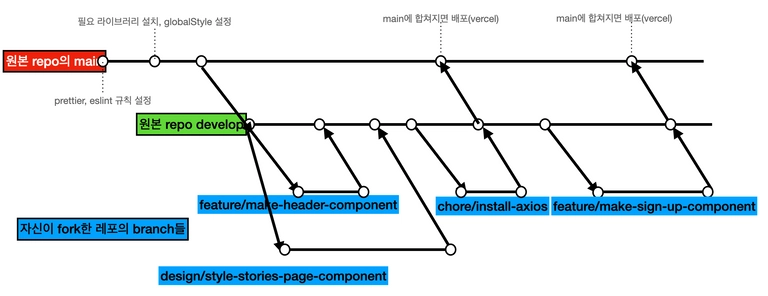 필요 라이브러리 설치, globalStyle 설정
main에 합쳐지면 배포(vercel)
main에 합쳐지면 배포(vercel)
원본 repo의 main
prettier, eslint 규칙 설정
원본 repo develop
feature/make-header-component
chore/install-axios
feature/make-sign-up-component
자신이 fork한 레포의 branch들
design/style-stories-page-component